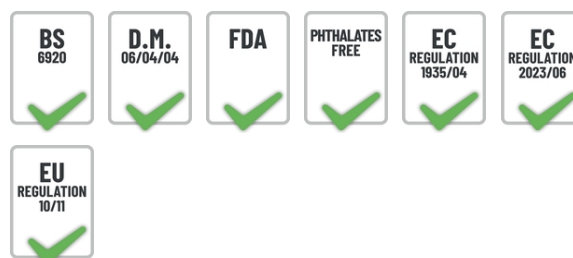 BS
6920
D.M.
06/04/04
FDA
PHTHALATES
FREE
EC
REGULATION
1935/04
EC
REGULATION
2023/06
EU
REGULATION
10/11